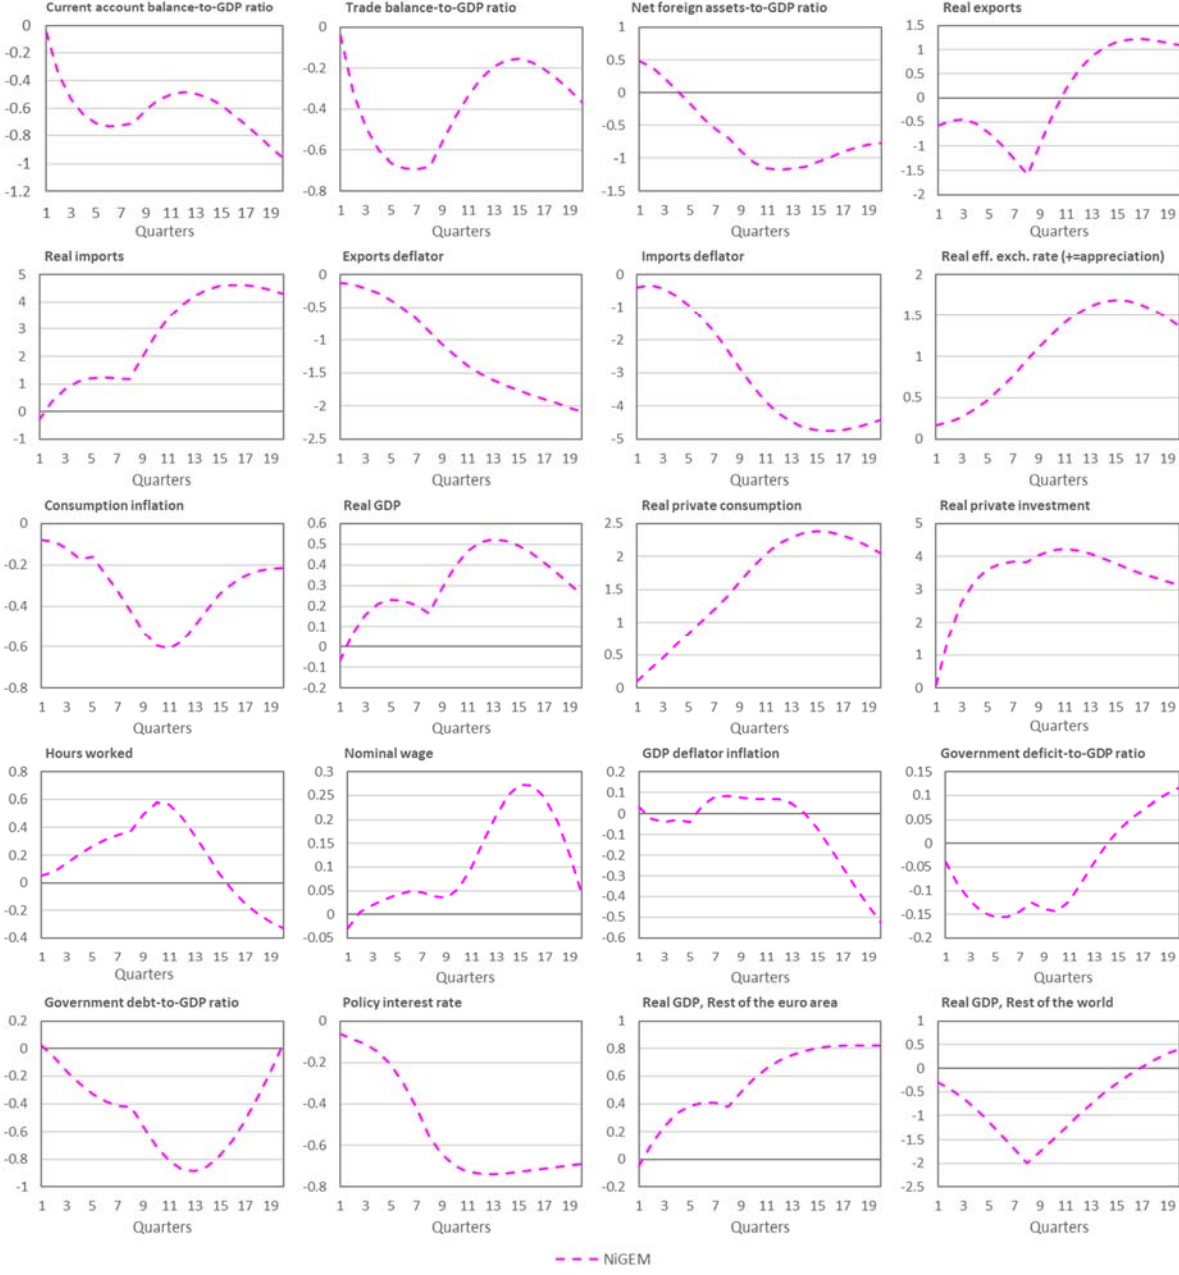 Current account balance-to-GDP ratio
0
-0.2
-0.4
-0.6
-0.8
-1
-1.2
1 3 5 7 9 11 13 15 17 19
Quarters
Trade balance-to-GDP ratio
0
-0.2
-0.4
-0.6
-0.8
1 3 5 7 9 11 13 15 17 19
Quarters
Net foreign assets-to-GDP ratio
1
0.5
0
-0.5
-1
-1.5
1 3 5 7 9 11 13 15 17 19
Quarters
Real exports
1.5
1
0.5
0
-0.5
-1
-1.5
-2
1 3 5 7 9 11 13 15 17 19
Quarters
Real imports
5
4
3
2
1
0
-1
1 3 5 7 9 11 13 15 17 19
Quarters
Exports deflator
0
-0.5
-1
-1.5
-2
-2.5
1 3 5 7 9 11 13 15 17 19
Quarters
Imports deflator
0
-1
-2
-3
-4
-5
1 3 5 7 9 11 13 15 17 19
Quarters
Real eff. exch. rate (+=appreciation)
2
1.5
1
0.5
0
1 3 5 7 9 11 13 15 17 19
Quarters
Consumption inflation
0
-0.2
-0.4
-0.6
-0.8
1 3 5 7 9 11 13 15 17 19
Quarters
Real GDP
0.6
0.5
0.4
0.3
0.2
0.1
0
-0.1
-0.2
1 3 5 7 9 11 13 15 17 19
Quarters
Real private consumption
2.5
2
1.5
1
0.5
0
1 3 5 7 9 11 13 15 17 19
Quarters
Real private investment
5
4
3
2
1
0
1 3 5 7 9 11 13 15 17 19
Quarters
Hours worked
0.8
0.6
0.4
0.2
0
-0.2
-0.4
1 3 5 7 9 11 13 15 17 19
Quarters
Nominal wage
0.3
0.25
0.2
0.15
0.1
0.05
0
-0.05
1 3 5 7 9 11 13 15 17 19
Quarters
GDP deflator inflation
0.2
0.1
0
-0.1
-0.2
-0.3
-0.4
-0.5
-0.6
1 3 5 7 9 11 13 15 17 19
Quarters
Government deficit-to-GDP ratio
0.15
0.1
0.05
0
-0.05
-0.1
-0.15
-0.2
1 3 5 7 9 11 13 15 17 19
Quarters
Government debt-to-GDP ratio
0.2
0
-0.2
-0.4
-0.6
-0.8
-1
1 3 5 7 9 11 13 15 17 19
Quarters
Policy interest rate
0
-0.2
-0.4
-0.6
-0.8
1 3 5 7 9 11 13 15 17 19
Quarters
Real GDP, Rest of the euro area
1
0.8
0.6
0.4
0.2
0
-0.2
1 3 5 7 9 11 13 15 17 19
Quarters
Real GDP, Rest of the world
1
0.5
0
-0.5
-1
-1.5
-2
-2.5
1 3 5 7 9 11 13 15 17 19
Quarters
NiGEM